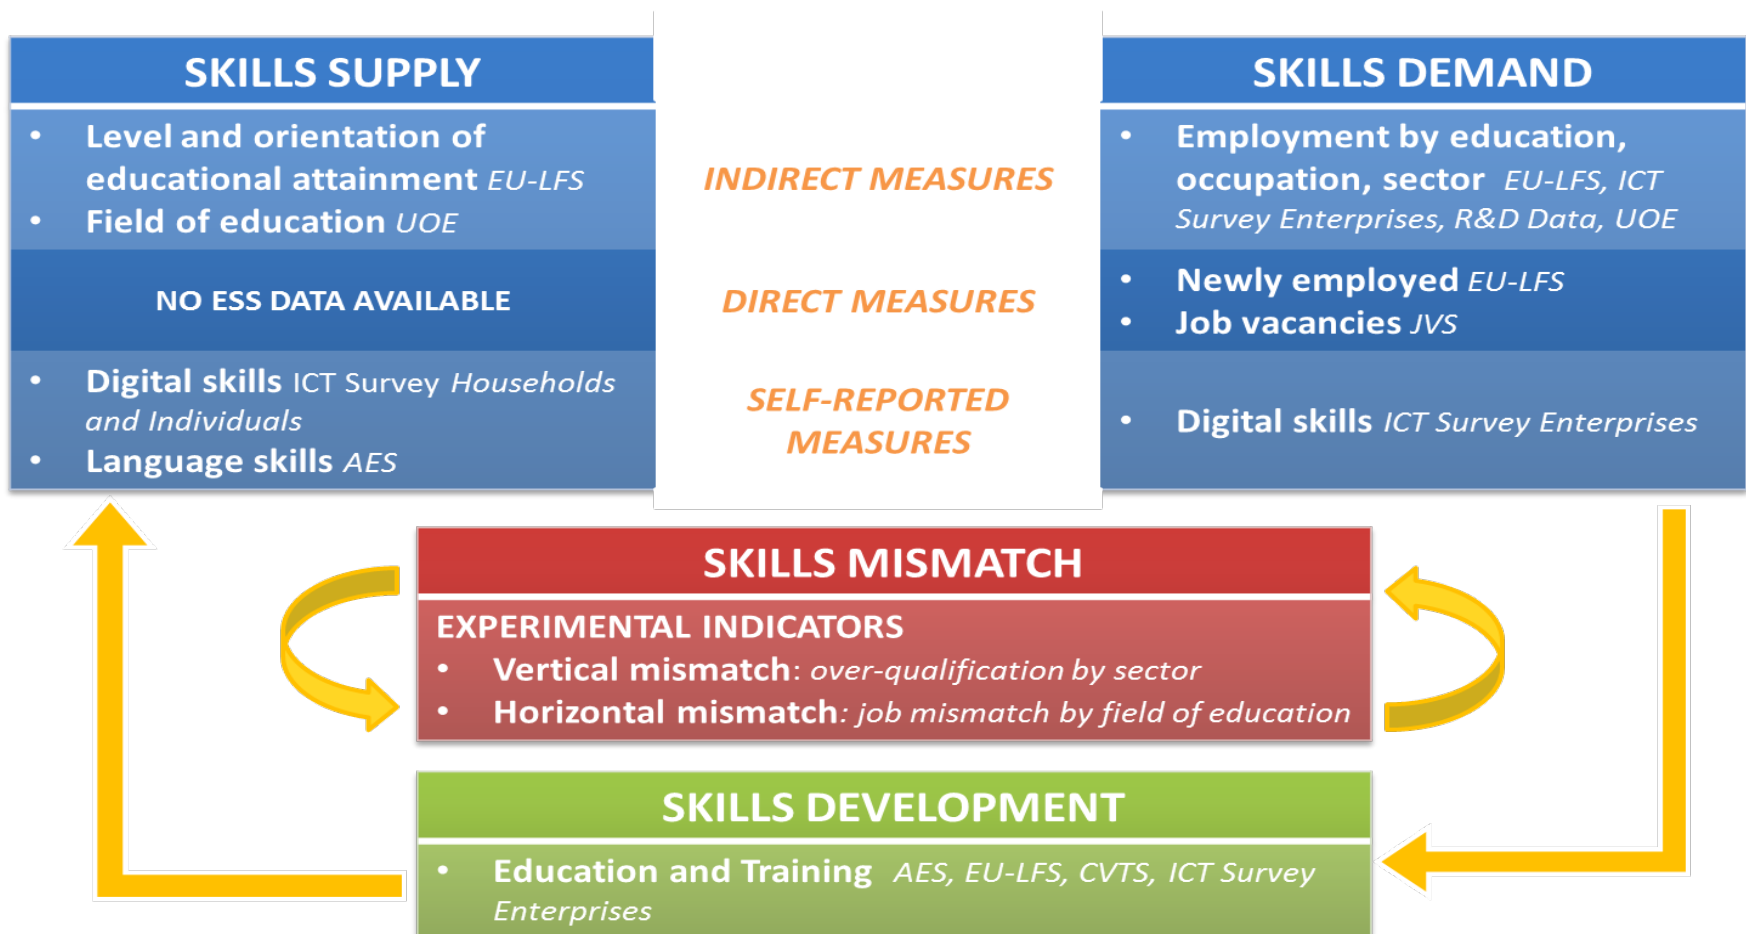 SKILLS SUPPLY
• Level and orientation of
educational attainment EU-LFS
• Field of education UOE
NO ESS DATA AVAILABLE
• Digital skills ICT Survey Households
and Individuals
• Language skills AES
INDIRECT MEASURES
DIRECT MEASURES
SELF-REPORTED
MEASURES
SKILLS DEMAND
• Employment by education,
occupation, sector EU-LFS, ICT
Survey Enterprises, R&D Data, UOE
• Newly employed EU-LFS
• Job vacancies JVS
• Digital skills ICT Survey Enterprises
SKILLS MISMATCH
EXPERIMENTAL INDICATORS
• Vertical mismatch: over-qualification by sector
• Horizontal mismatch: job mismatch by field of education
SKILLS DEVELOPMENT
• Education and Training AES, EU-LFS, CVTS, ICT Survey
Enterprises